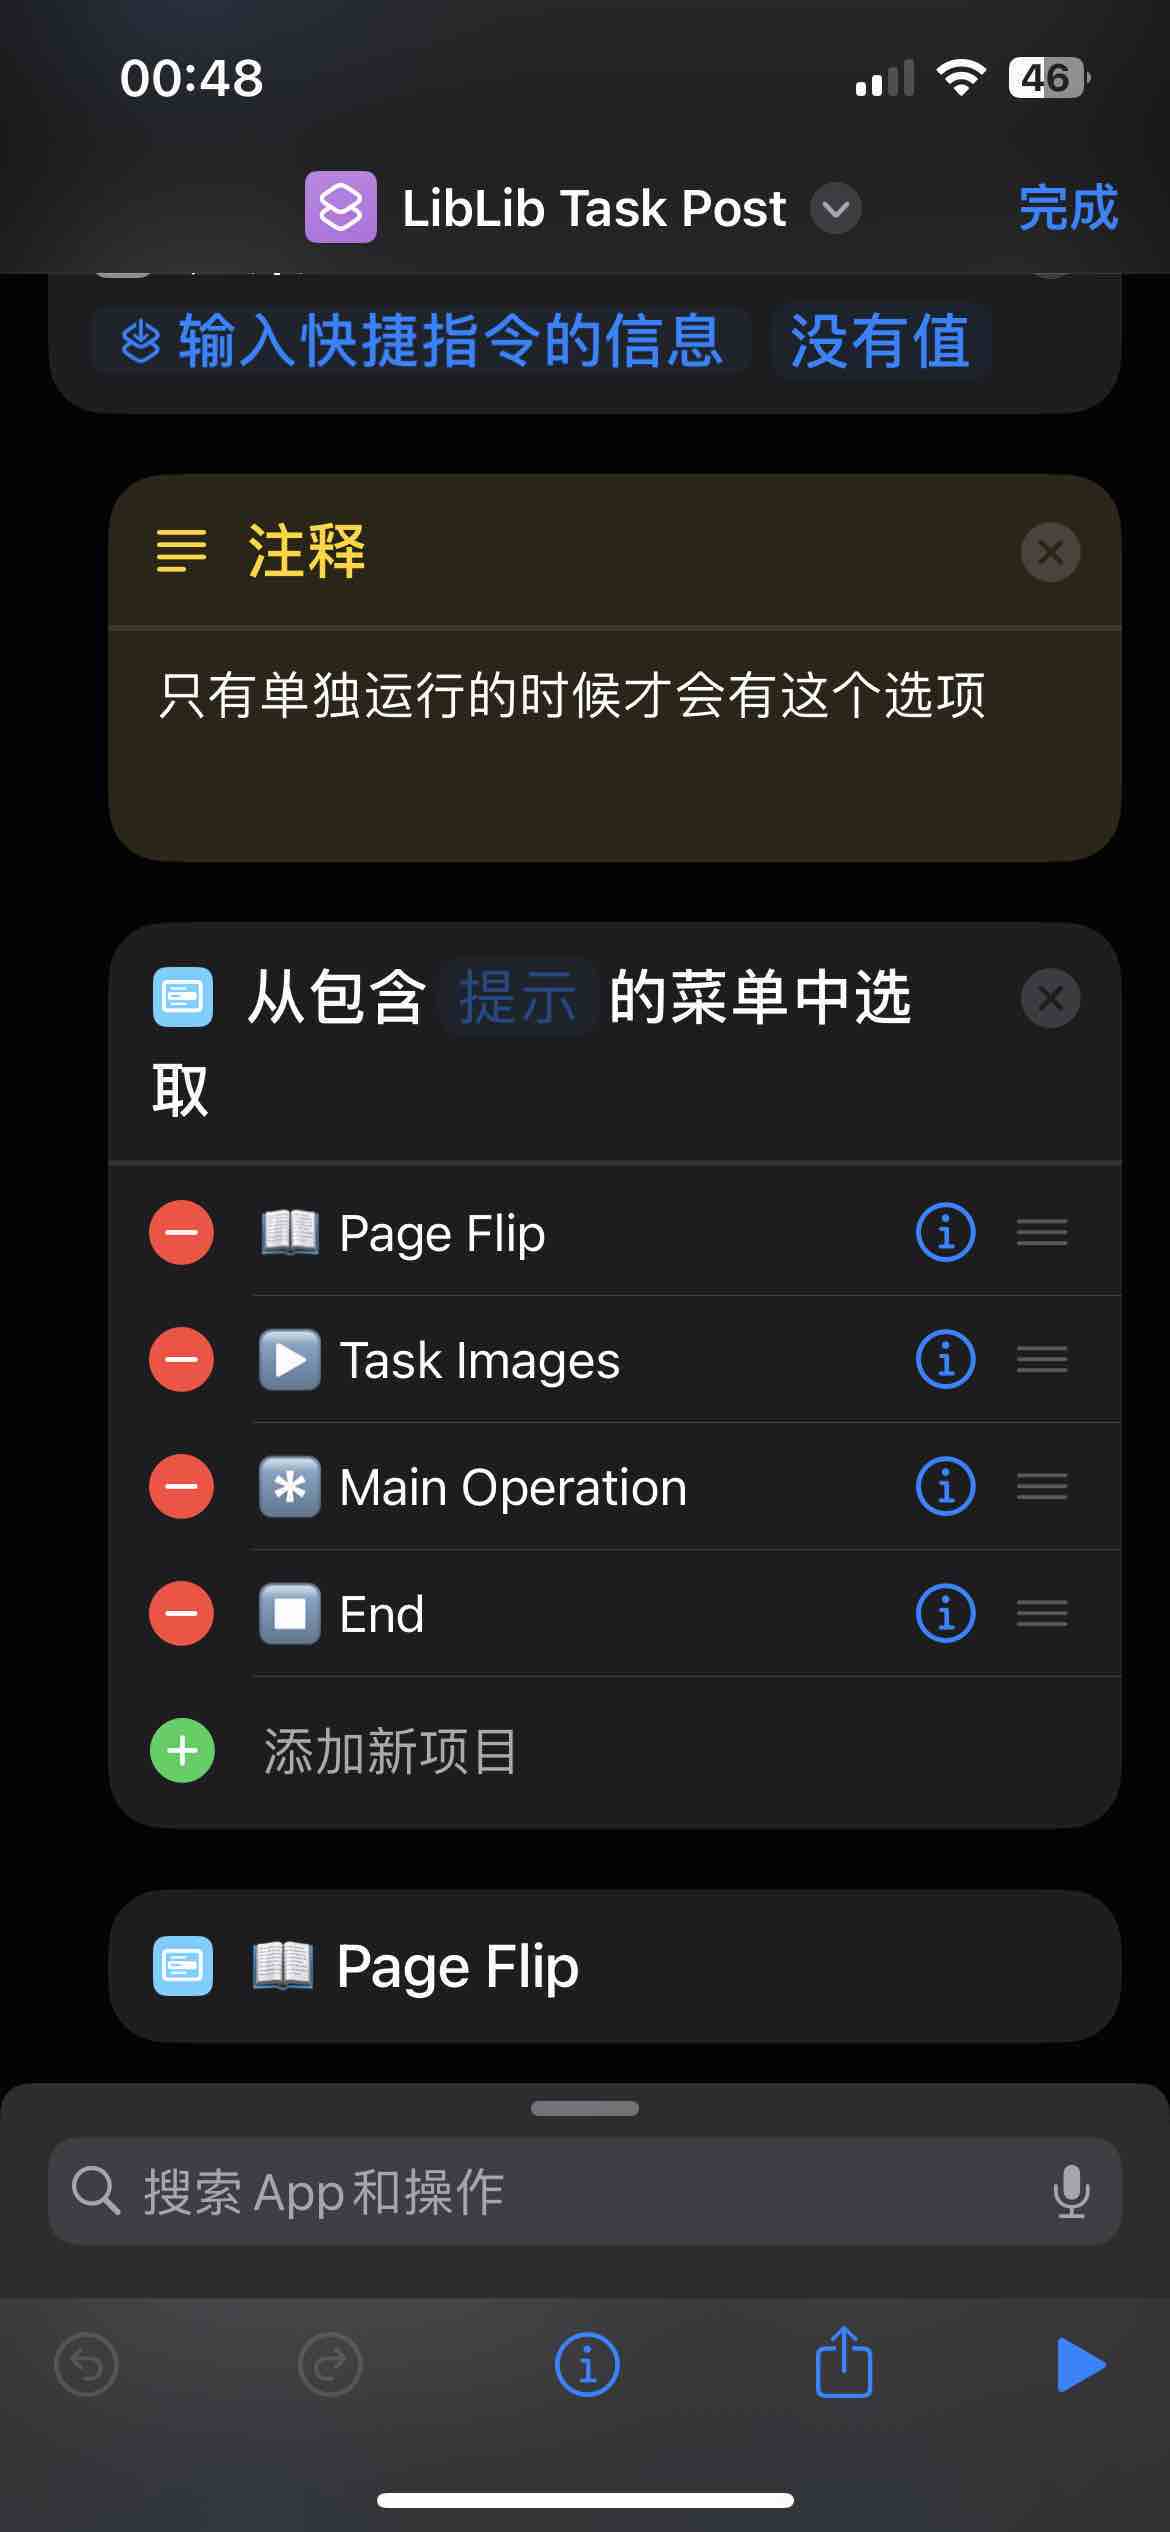 00:48
46
LibLib Task Post
完成
输入快捷指令的信息 没有值
注释
只有单独运行的时候才会有这个选项
从包含 提示 的菜单中选
取
📖 Page Flip
▶️ Task Images
*️⃣ Main Operation
⏹️ End
添加新项目
📖 Page Flip
搜索 App 和操作